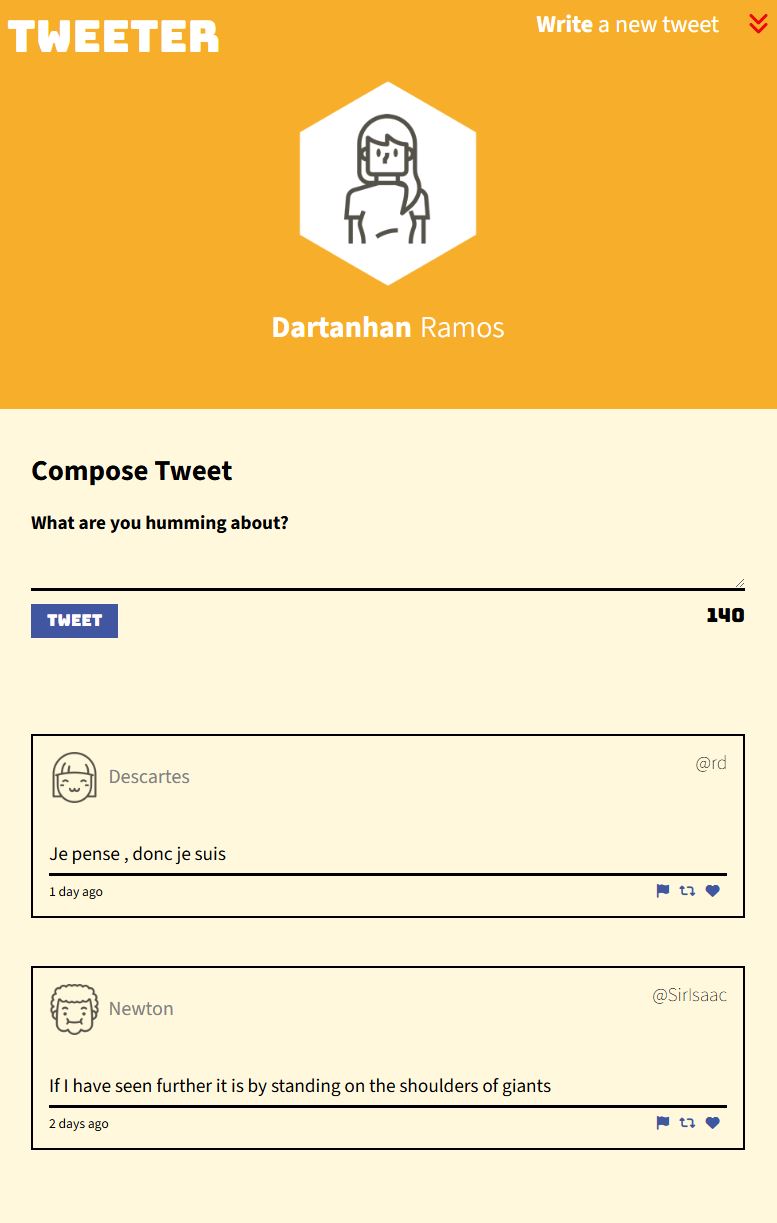 TWEETER
Write a new tweet
Dartanhan Ramos
Compose Tweet
What are you humming about?
TWEET
140
Descartes
@rd
Je pense , donc je suis
1 day ago
Newton
@SirIsaac
If I have seen further it is by standing on the shoulders of giants
2 days ago